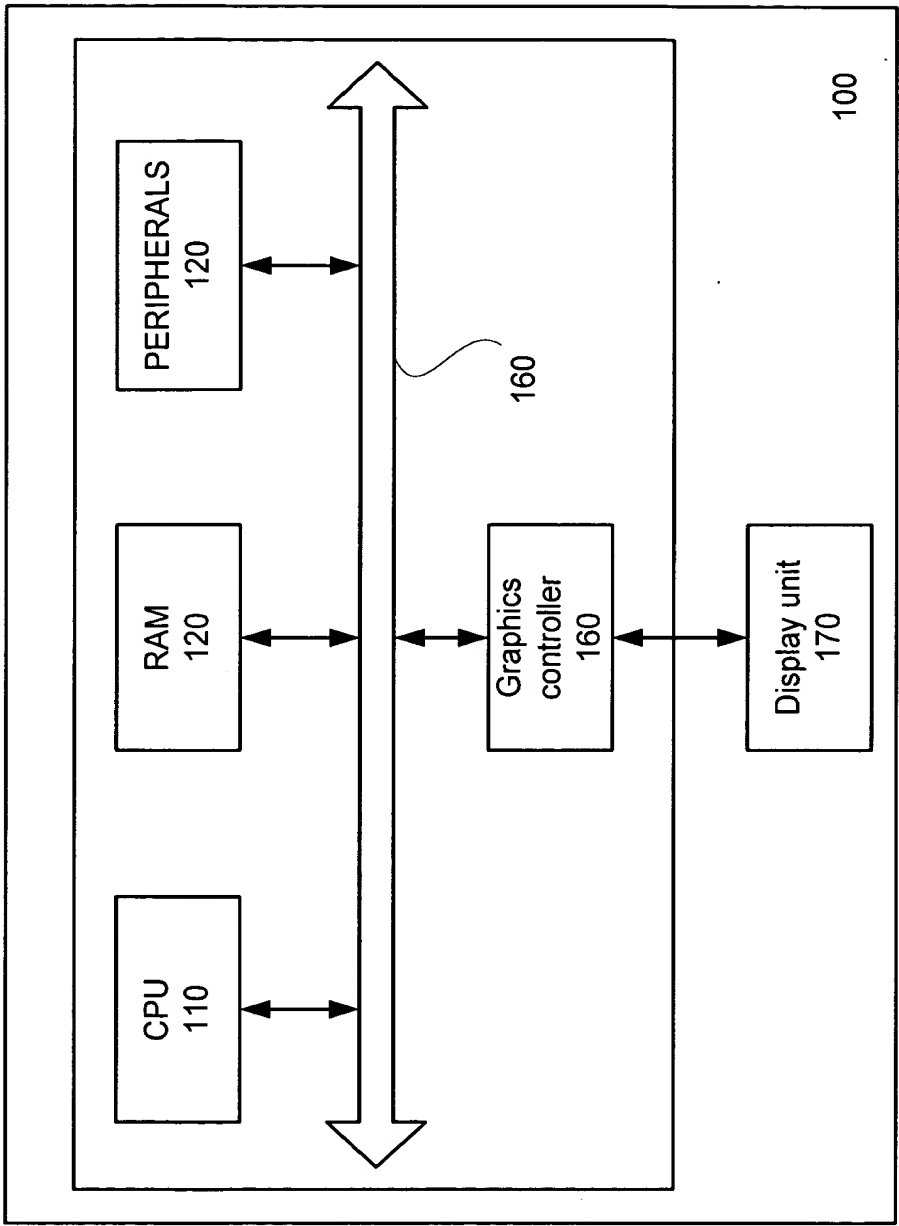 CPU
110
RAM
120
PERIPHERALS
120
160
Graphics
controller
160
Display unit
170
100